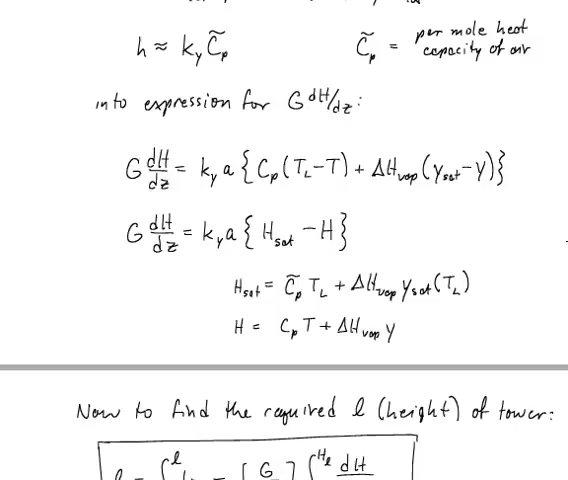 h ≈ k_y C̃_p        C̃_p = per mole heat capacity of air
into expression for G dH/dz :
G dH/dz = k_y a { C_p (T_L - T) + ΔH_vap (y_sat - y) }
G dH/dz = k_y a { H_sat - H }
H_sat = C̃_p T_L + ΔH_vap y_sat (T_L)
H = C_p T + ΔH_vap y
Now to find the required l (height) of tower: